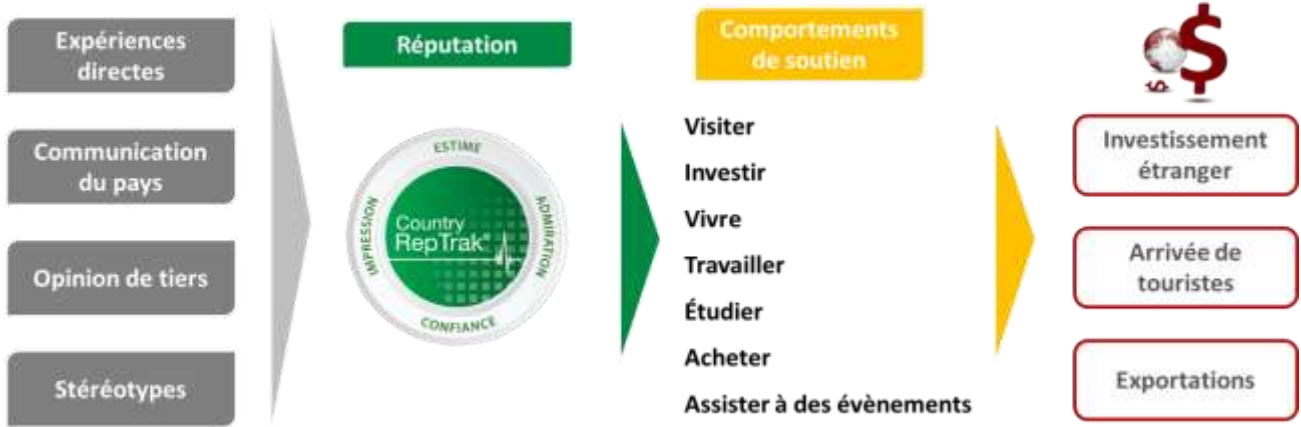 Expériences
directes
Communication
du pays
Opinion de tiers
Stéréotypes
Réputation
ESTIME
IMPRESSION
ADMIRATION
CONFIANCE
Country
RepTrak®
Comportements
de soutien
Visiter
Investir
Vivre
Travailler
Étudier
Acheter
Assister à des évènements
$
$
Investissement
étranger
Arrivée de
touristes
Exportations